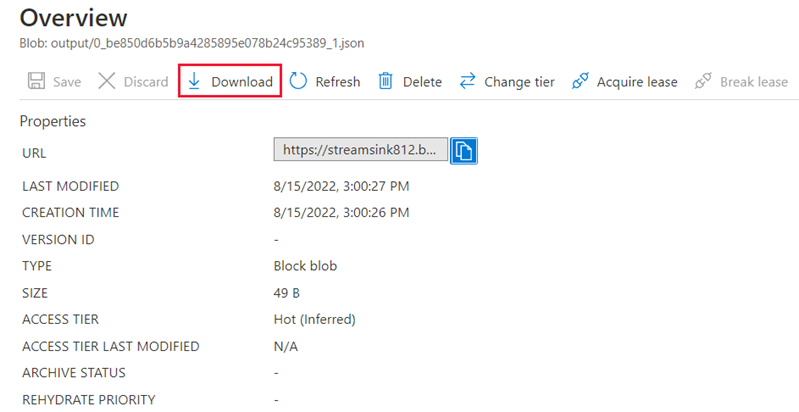 Overview
Blob: output/0_be850d6b5b9a4285895e078b24c95389_1.json
Save Discard Download Refresh Delete Change tier Acquire lease Break lease
Properties
URL https://streamsink812.b...
LAST MODIFIED 8/15/2022, 3:00:27 PM
CREATION TIME 8/15/2022, 3:00:26 PM
VERSION ID -
TYPE Block blob
SIZE 49 B
ACCESS TIER Hot (Inferred)
ACCESS TIER LAST MODIFIED N/A
ARCHIVE STATUS -
REHYDRATE PRIORITY -